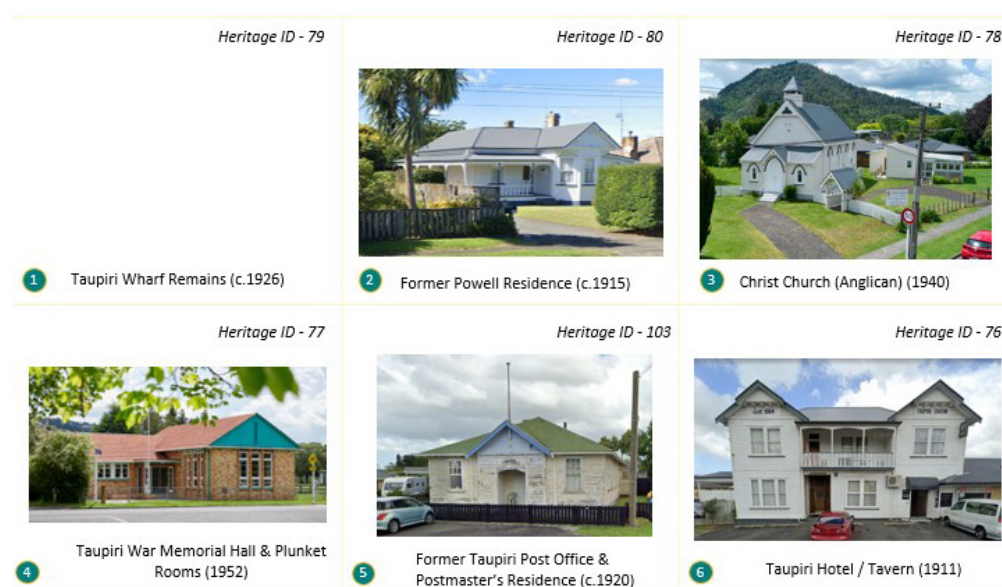 Heritage ID - 79
Heritage ID - 80
Heritage ID - 78
1 Taupiri Wharf Remains (c.1926)
2 Former Powell Residence (c.1915)
3 Christ Church (Anglican) (1940)
Heritage ID - 77
Heritage ID - 103
Heritage ID - 76
4 Taupiri War Memorial Hall & Plunket
Rooms (1952)
5 Former Taupiri Post Office &
Postmaster's Residence (c.1920)
6 Taupiri Hotel / Tavern (1911)